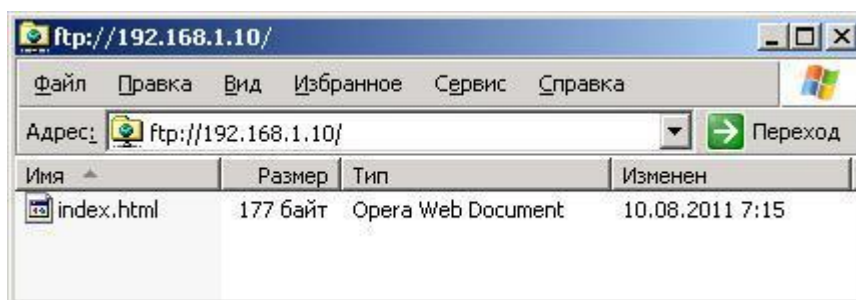 ftp://192.168.1.10/
Файл Правка Вид Избранное Сервис Справка
Адрес: ftp://192.168.1.10/ Переход
Имя Размер Тип Изменен
index.html 177 байт Opera Web Document 10.08.2011 7:15